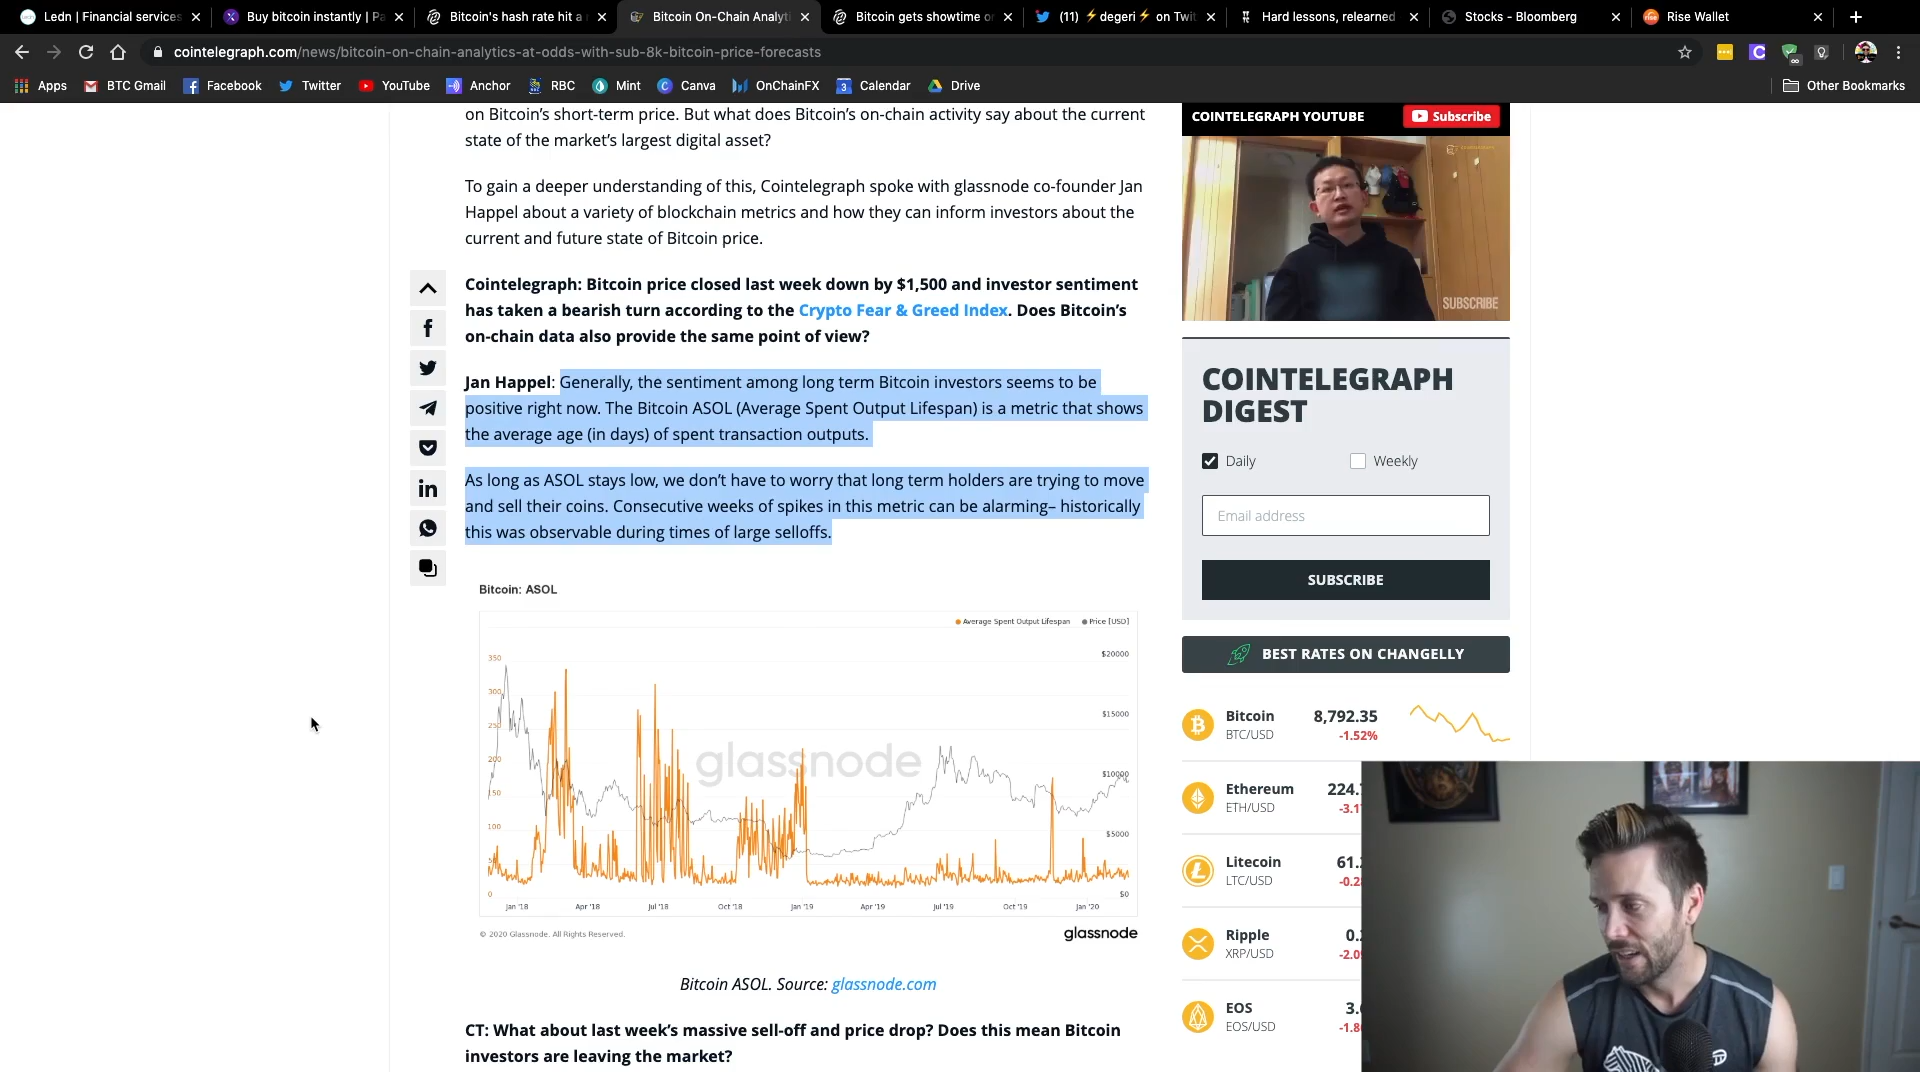 Ledn | Financial services
Buy bitcoin instantly | Pa
Bitcoin's hash rate hit a n
Bitcoin On-Chain Analyti
Bitcoin gets showtime on
(11) ⚡degeri⚡ on Twit
Hard lessons, relearned
Stocks - Bloomberg
Rise Wallet
cointelegraph.com/news/bitcoin-on-chain-analytics-at-odds-with-sub-8k-bitcoin-price-forecasts
Apps
BTC Gmail
Facebook
Twitter
YouTube
Anchor
RBC
Mint
Canva
OnChainFX
Calendar
Drive
Other Bookmarks
on Bitcoin's short-term price. But what does Bitcoin's on-chain activity say about the current
state of the market's largest digital asset?
To gain a deeper understanding of this, Cointelegraph spoke with glassnode co-founder Jan
Happel about a variety of blockchain metrics and how they can inform investors about the
current and future state of Bitcoin price.
Cointelegraph: Bitcoin price closed last week down by $1,500 and investor sentiment
has taken a bearish turn according to the Crypto Fear & Greed Index. Does Bitcoin's
on-chain data also provide the same point of view?
Jan Happel: Generally, the sentiment among long term Bitcoin investors seems to be
positive right now. The Bitcoin ASOL (Average Spent Output Lifespan) is a metric that shows
the average age (in days) of spent transaction outputs.
As long as ASOL stays low, we don't have to worry that long term holders are trying to move
and sell their coins. Consecutive weeks of spikes in this metric can be alarming– historically
this was observable during times of large selloffs.
Bitcoin: ASOL
Average Spent Output Lifespan
Price [USD]
350
300
250
200
150
100
50
0
$20000
$15000
$10000
$5000
$0
glassnode
Jan '18
Apr '18
Jul '18
Oct '18
Jan '19
Apr '19
Jul '19
Oct '19
Jan '20
© 2020 Glassnode. All Rights Reserved.
glassnode
Bitcoin ASOL. Source: glassnode.com
CT: What about last week's massive sell-off and price drop? Does this mean Bitcoin
investors are leaving the market?
COINTELEGRAPH YOUTUBE
Subscribe
SUBSCRIBE
COINTELEGRAPH
DIGEST
Daily
Weekly
Email address
SUBSCRIBE
BEST RATES ON CHANGELLY
Bitcoin 8,792.35
BTC/USD -1.52%
Ethereum 224.
ETH/USD -3.1
Litecoin 61.
LTC/USD -0.2
Ripple 0.
XRP/USD -2.0
EOS 3.
EOS/USD -1.8